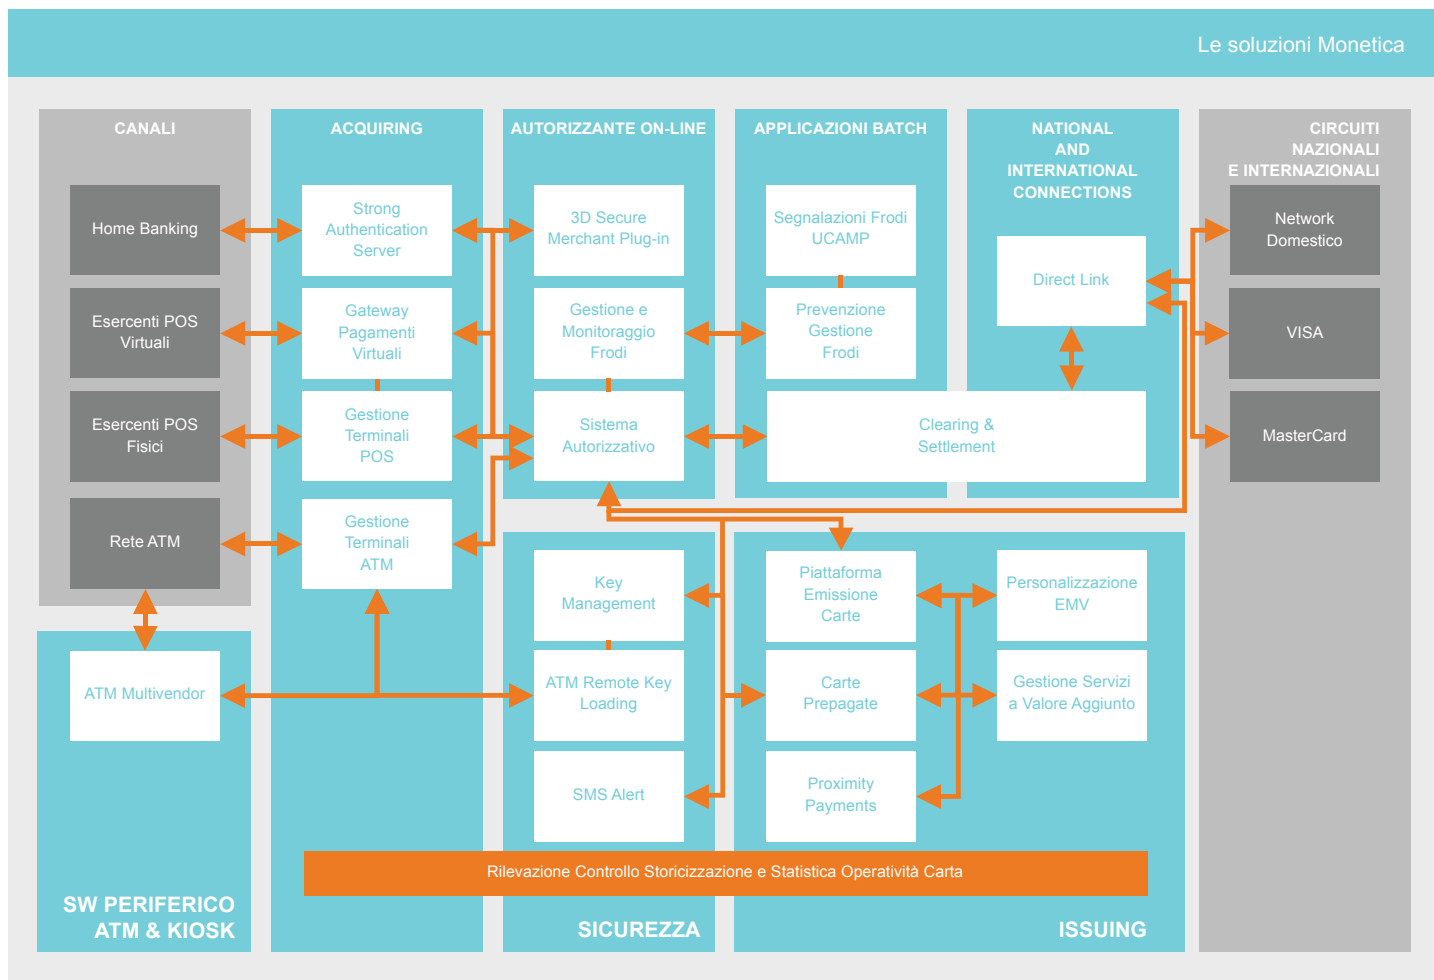 Le soluzioni Monetica
CANALI
Home Banking
Esercenti POS
Virtuali
Esercenti POS
Fisici
Rete ATM
ATM Multivendor
SW PERIFERICO
ATM & KIOSK
ACQUIRING
Strong
Authentication
Server
Gateway
Pagamenti
Virtuali
Gestione
Terminali
POS
Gestione
Terminali
ATM
AUTORIZZANTE ON-LINE
3D Secure
Merchant Plug-in
Gestione e
Monitoraggio
Frodi
Sistema
Autorizzativo
Key
Management
ATM Remote Key
Loading
SMS Alert
SICUREZZA
APPLICAZIONI BATCH
Segnalazioni Frodi
UCAMP
Prevenzione
Gestione
Frodi
Clearing &
Settlement
NATIONAL
AND
INTERNATIONAL
CONNECTIONS
Direct Link
Piattaforma
Emissione
Carte
Carte
Prepagate
Proximity
Payments
Personalizzazione
EMV
Gestione Servizi
a Valore Aggiunto
ISSUING
Rilevazione Controllo Storicizzazione e Statistica Operatività Carta
CIRCUITI
NAZIONALI
E INTERNAZIONALI
Network
Domestico
VISA
MasterCard